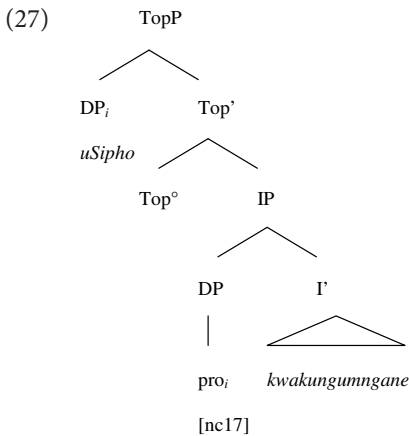 (27) TopP
DPi Top’
uSipho
Top° IP
DP I’
proi kwakungumngane
[nc17]